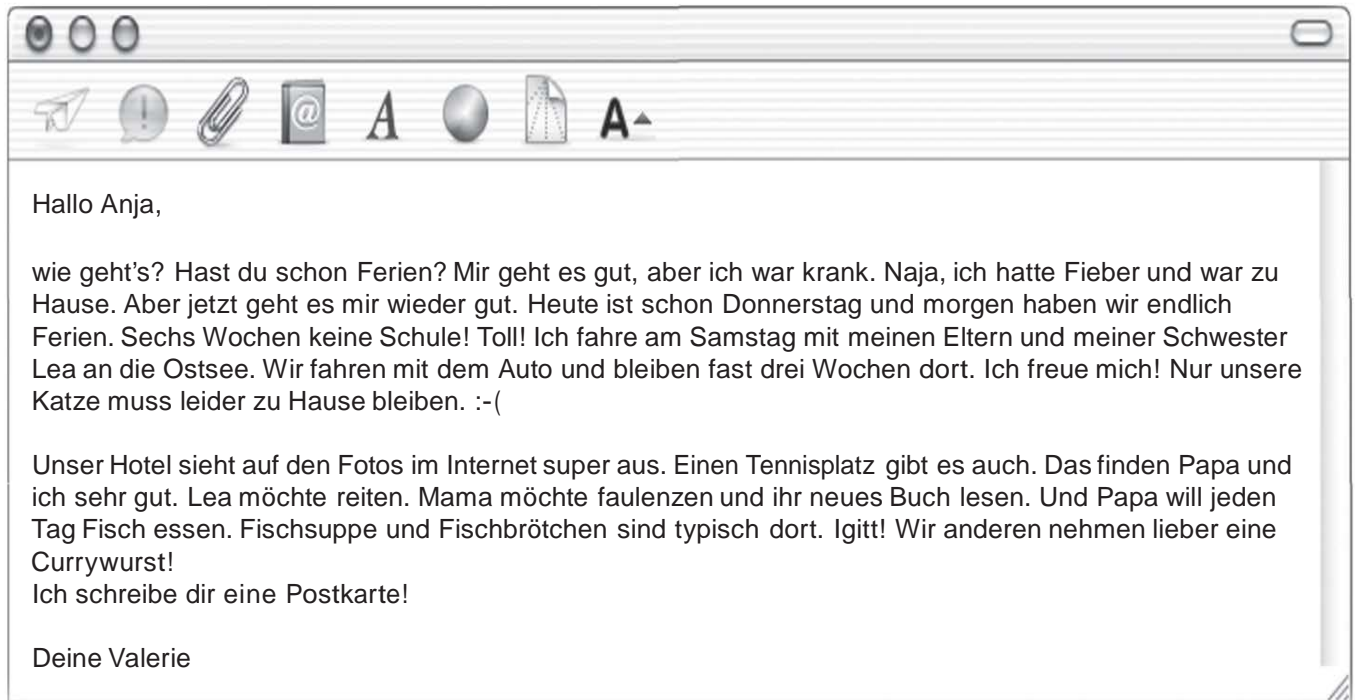 Hallo Anja,
wie geht's? Hast du schon Ferien? Mir geht es gut, aber ich war krank. Naja, ich hatte Fieber und war zu
Hause. Aber jetzt geht es mir wieder gut. Heute ist schon Donnerstag und morgen haben wir endlich
Ferien. Sechs Wochen keine Schule! Toll! Ich fahre am Samstag mit meinen Eltern und meiner Schwester
Lea an die Ostsee. Wir fahren mit dem Auto und bleiben fast drei Wochen dort. Ich freue mich! Nur unsere
Katze muss leider zu Hause bleiben. :-(
Unser Hotel sieht auf den Fotos im Internet super aus. Einen Tennisplatz gibt es auch. Das finden Papa und
ich sehr gut. Lea möchte reiten. Mama möchte faulenzen und ihr neues Buch lesen. Und Papa will jeden
Tag Fisch essen. Fischsuppe und Fischbrötchen sind typisch dort. Igitt! Wir anderen nehmen lieber eine
Currywurst!
Ich schreibe dir eine Postkarte!
Deine Valerie